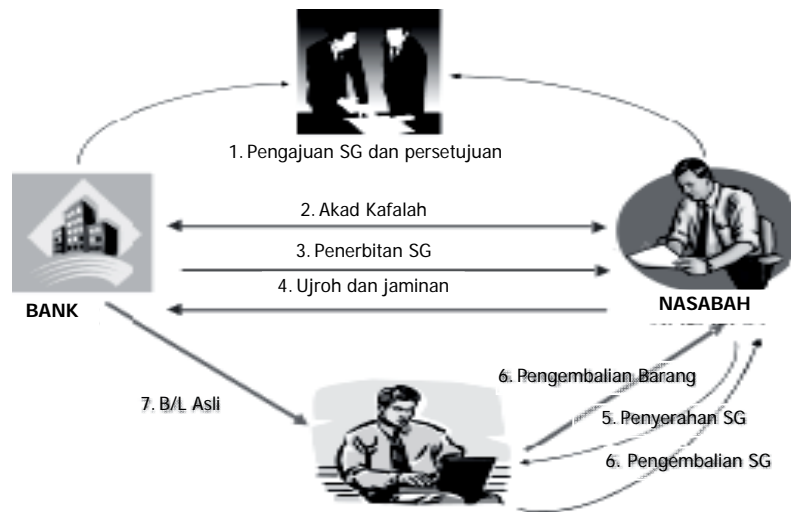 1. Pengajuan SG dan persetujuan
2. Akad Kafalah
3. Penerbitan SG
4. Ujroh dan jaminan
BANK
NASABAH
6. Pengembalian Barang
7. B/L Asli
5. Penyerahan SG
6. Pengembalian SG